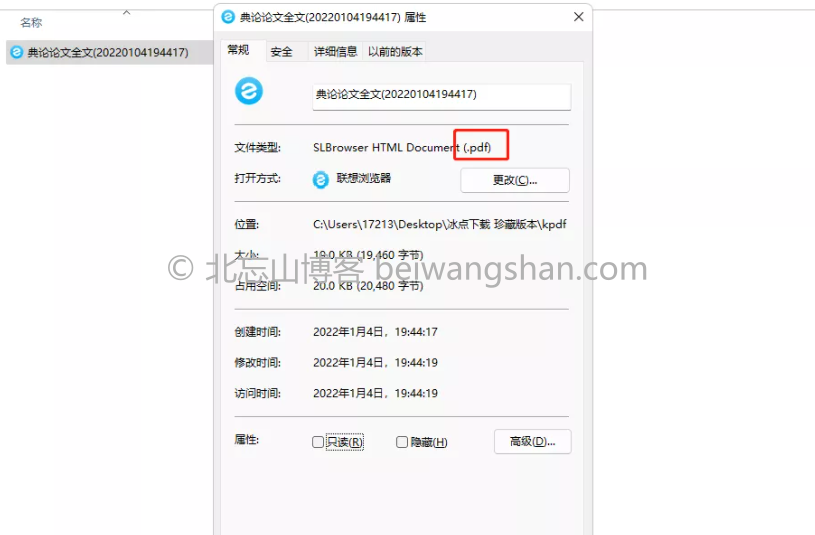 名称
典论论文全文(20220104194417)
典论论文全文(20220104194417) 属性
常规 安全 详细信息 以前的版本
典论论文全文(20220104194417)
文件类型: SLBrowser HTML Document (.pdf)
打开方式: 联想浏览器 更改(C)...
位置: C:\Users\17213\Desktop\冰点下载 珍藏版本\kpdf
大小: 19.0 KB (19,460 字节)
© 北忘山博客 beiwangshan.com
占用空间: 20.0 KB (20,480 字节)
创建时间: 2022年1月4日，19:44:17
修改时间: 2022年1月4日，19:44:19
访问时间: 2022年1月4日，19:44:19
属性: 只读(R) 隐藏(H) 高级(D)...